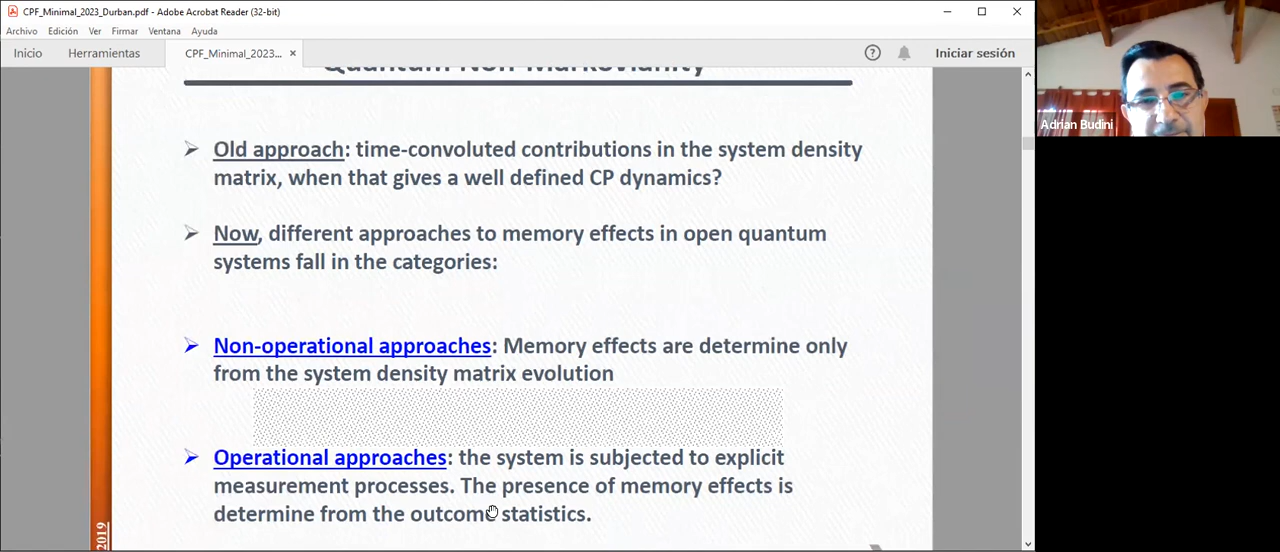 CPF_Minimal_2023_Durban.pdf - Adobe Acrobat Reader (32-bit)
Archivo Edición Ver Firmar Ventana Ayuda
Inicio Herramientas CPF_Minimal_2023... × Iniciar sesión
Quantum Non-Markovianity
Old approach: time-convoluted contributions in the system density
matrix, when that gives a well defined CP dynamics?
Now, different approaches to memory effects in open quantum
systems fall in the categories:
Non-operational approaches: Memory effects are determine only
from the system density matrix evolution
Operational approaches: the system is subjected to explicit
measurement processes. The presence of memory effects is
determine from the outcome statistics.
2019
Adrian Budini